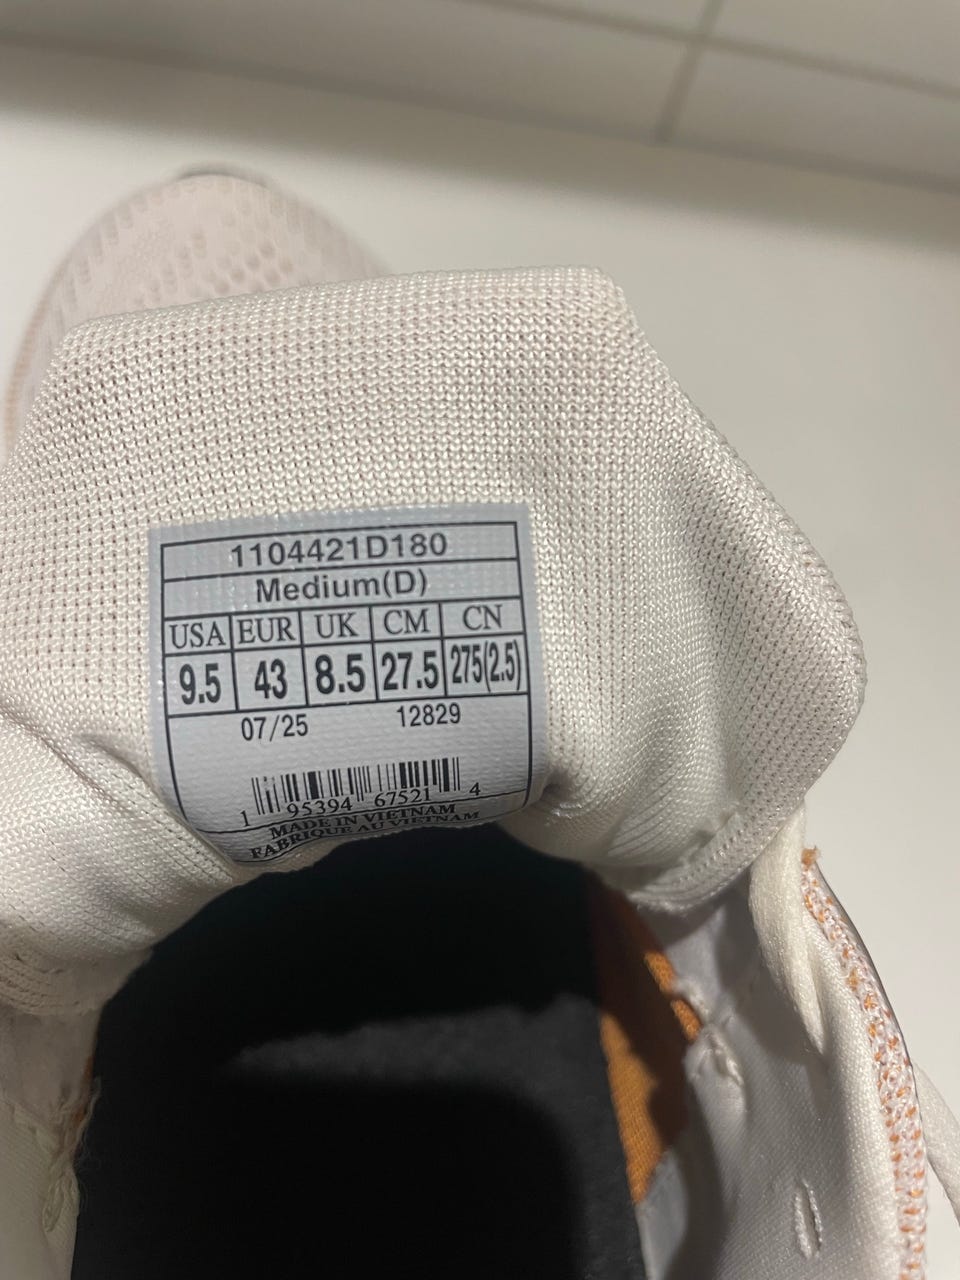 1104421D180
Medium(D)
USA EUR UK CM CN
9.5 43 8.5 27.5 275(2.5)
07/25 12829
1 95394 67521 4
MADE IN VIETNAM
FABRIQUE AU VIETNAM